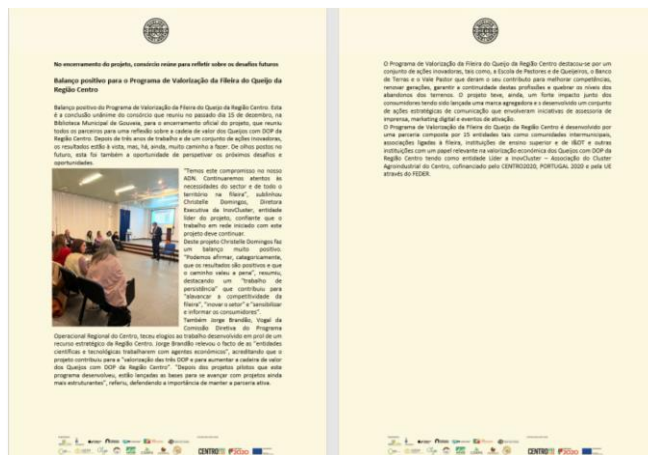 No encerramento do projeto, consórcio reúne para refletir sobre os desafios futuros
Balanço positivo para o Programa de Valorização da Fileira do Queijo da
Região Centro
Balanço positivo do Programa de Valorização da Fileira do Queijo da Região Centro. Esta
é a conclusão unânime do consórcio que reuniu no passado dia 15 de dezembro, na
Biblioteca Municipal de Gouveia, para o encerramento oficial do projeto, que reuniu
todos os parceiros para uma reflexão sobre a cadeia de valor dos Queijos com DOP da
Região Centro. Depois de três anos de trabalho e de um conjunto de ações inovadoras,
os resultados estão à vista, mas, há, ainda, muito caminho a fazer. De olhos postos no
futuro, esta foi também a oportunidade de perspetivar os próximos desafios e
oportunidades.
"Temos este compromisso no nosso
ADN. Continuaremos atentos às
necessidades do sector e de todo o
território na fileira", sublinhou
Christelle Domingos, Diretora
Executiva da InovCluster, entidade
líder do projeto, confiante que o
trabalho em rede iniciado com este
projeto deve continuar.
Deste projeto Christelle Domingos faz
um balanço muito positivo.
"Podemos afirmar, categoricamente,
que os resultados são positivos e que
o caminho valeu a pena", resumiu,
destacando um "trabalho de
persistência" que contribuiu para
"alavancar a competitividade da
fileira", "inovar o setor" e "sensibilizar
e informar os consumidores".
Também Jorge Brandão, Vogal da
Comissão Diretiva do Programa
Operacional Regional do Centro, teceu elogios ao trabalho desenvolvido em prol de um
recurso estratégico da Região Centro. Jorge Brandão relevou o facto de as "entidades
científicas e tecnológicas trabalharem com agentes económicos", acreditando que o
projeto contribuiu para a "valorização das três DOP e para aumentar a cadeia de valor
dos Queijos com DOP da Região Centro". "Depois dos projetos pilotos que este
programa desenvolveu, estão lançadas as bases para se avançar com projetos ainda
mais estruturantes", referiu, defendendo a importância de manter a parceria ativa.
CENTRO
2020
O Programa de Valorização da Fileira do Queijo da Região Centro destacou-se por um
conjunto de ações inovadoras, tais como, a Escola de Pastores e de Queijeiros, o Banco
de Terras e o Vale Pastor que deram o seu contributo para melhorar competências,
renovar gerações, garantir a continuidade destas profissões e quebrar os níveis de
abandonos dos terrenos. O projeto teve, ainda, um forte impacto junto dos
consumidores tendo sido lançada uma marca agregadora e o desenvolvido um conjunto
de ações estratégicas de comunicação que envolveram iniciativas de assessoria de
imprensa, marketing digital e eventos de ativação.
O Programa de Valorização da Fileira do Queijo da Região Centro é desenvolvido por
uma parceria composta por 15 entidades tais como comunidades intermunicipais,
associações ligadas à fileira, instituições de ensino superior e de I&DT e outras
instituições com um papel relevante na valorização económica dos Queijos com DOP da
Região Centro tendo como entidade Líder a InovCluster – Associação do Cluster
Agroindustrial do Centro, cofinanciado pelo CENTRO2020, PORTUGAL 2020 e pela UE
através do FEDER.
CENTRO
2020